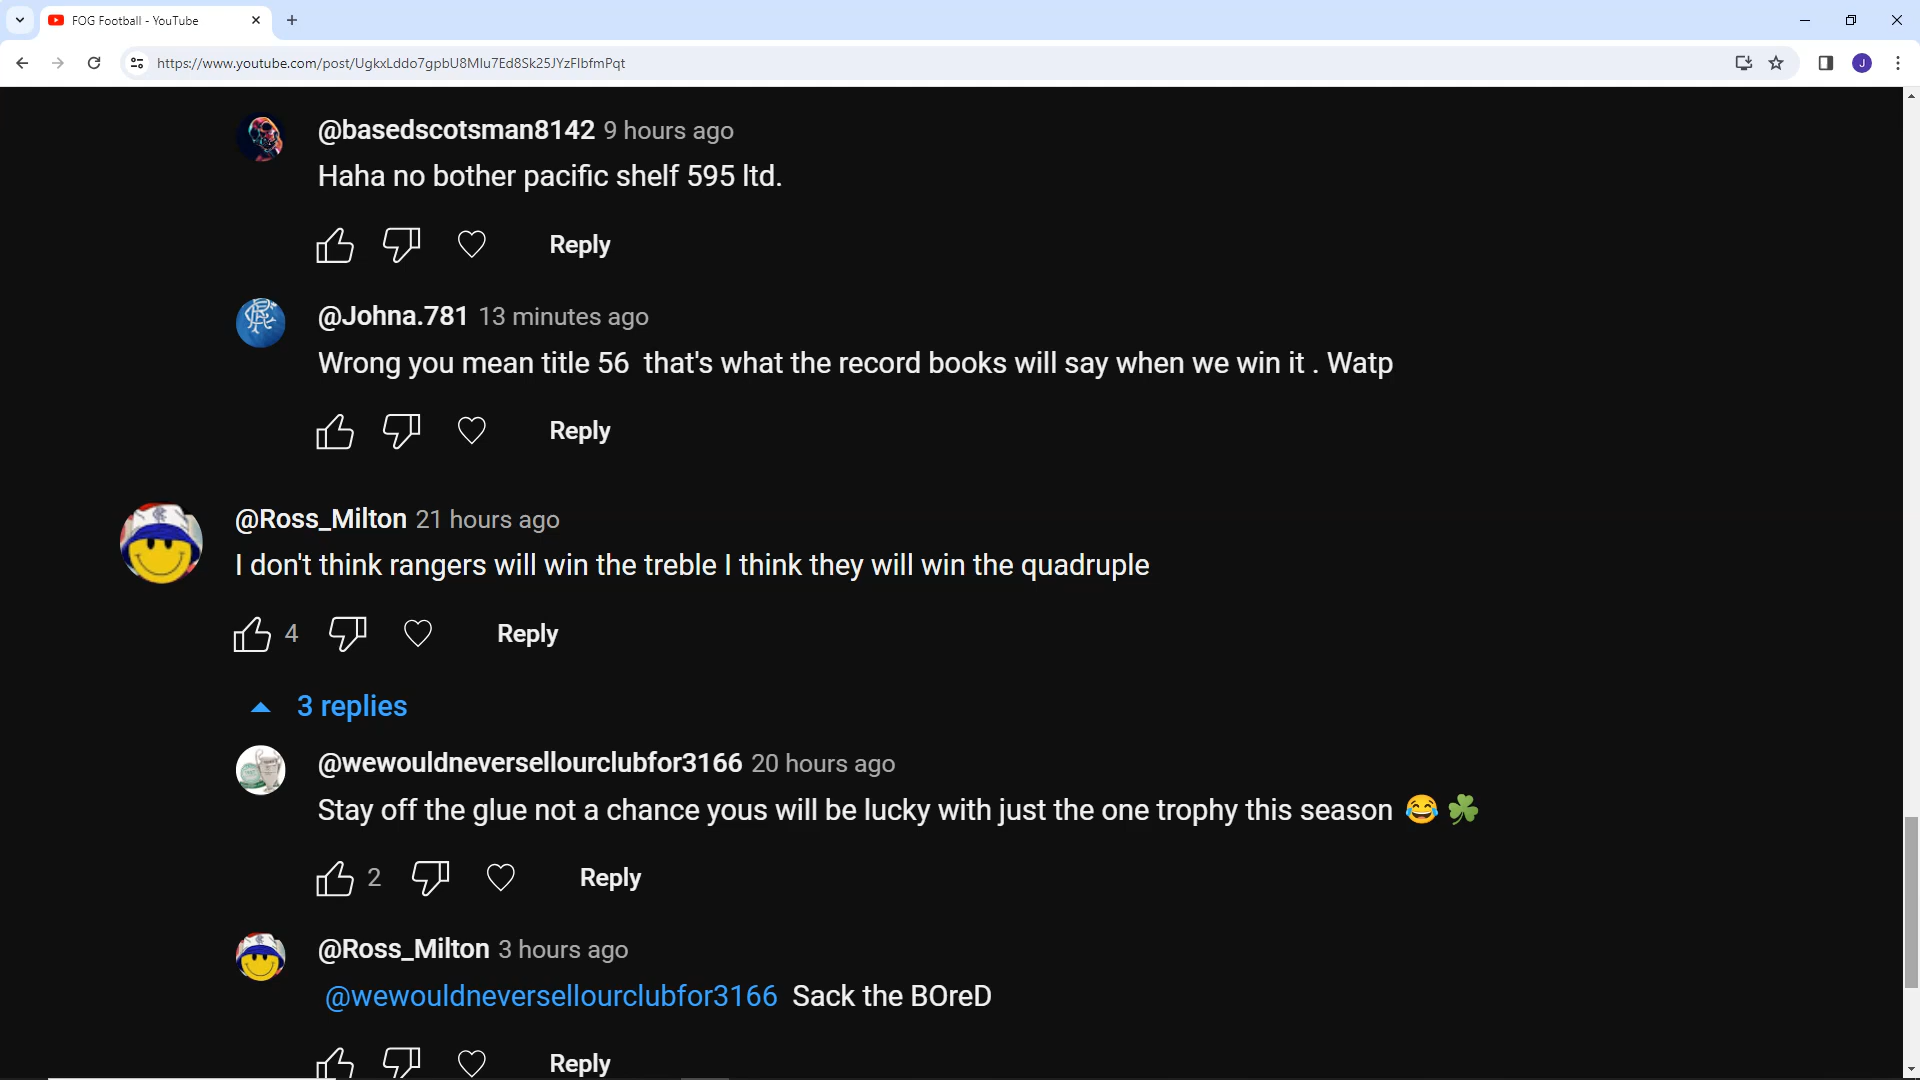 FOG Football - YouTube
https://www.youtube.com/post/UgkxLddo7gpbU8Mlu7Ed8Sk25JYzFlbfmPqt
J
@basedscotsman8142 9 hours ago
Haha no bother pacific shelf 595 ltd.
Reply
@Johna.781 13 minutes ago
Wrong you mean title 56 that's what the record books will say when we win it . Watp
Reply
@Ross_Milton 21 hours ago
I don't think rangers will win the treble I think they will win the quadruple
4 Reply
3 replies
@wewouldneversellourclubfor3166 20 hours ago
Stay off the glue not a chance yous will be lucky with just the one trophy this season 😂 ☘️
2 Reply
@Ross_Milton 3 hours ago
@wewouldneversellourclubfor3166 Sack the BOreD
Reply